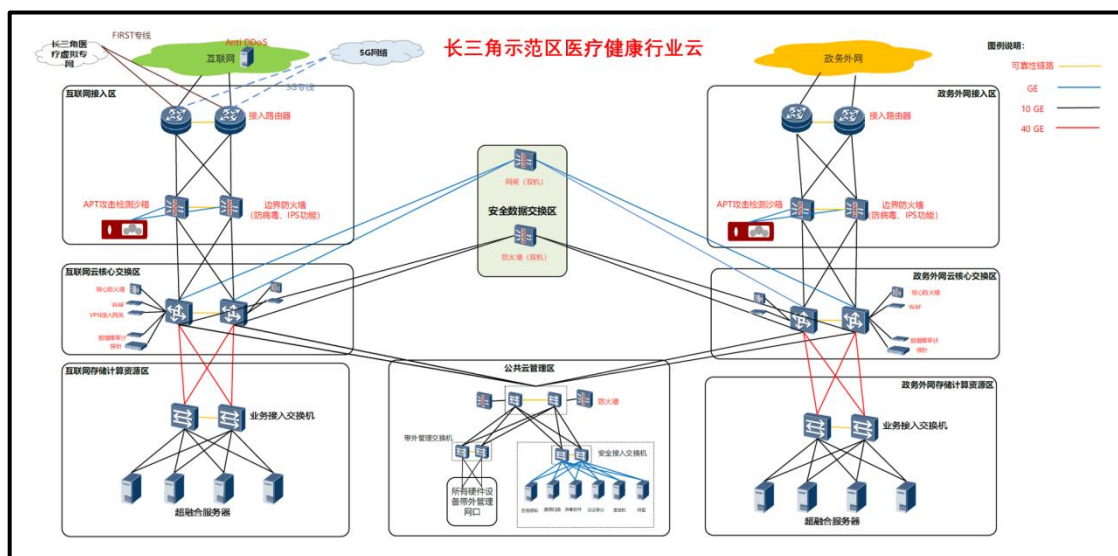 长三角示范区医疗健康行业云
FIRST专线
长三角医
疗虚拟专
网
Anti DDoS
互联网
5G网络
5G专线
政务外网
图例说明：
可靠性链路
GE
10 GE
40 GE
互联网接入区
接入路由器
APT攻击检测沙箱
边界防火墙
（防病毒、IPS功能）
网闸（双机）
安全数据交换区
防火墙（双机）
政务外网接入区
接入路由器
APT攻击检测沙箱
边界防火墙
（防病毒、IPS功能）
互联网云核心交换区
核心防火墙
WAF
VPN接入网关
数据库审计
探针
政务外网云核心交换区
核心防火墙
WAF
数据库审计
探针
互联网存储计算资源区
业务接入交换机
超融合服务器
公共云管理区
防火墙
带外管理交换机
安全接入交换机
所有硬件设
备带外管理
网口
政务外网存储计算资源区
业务接入交换机
超融合服务器